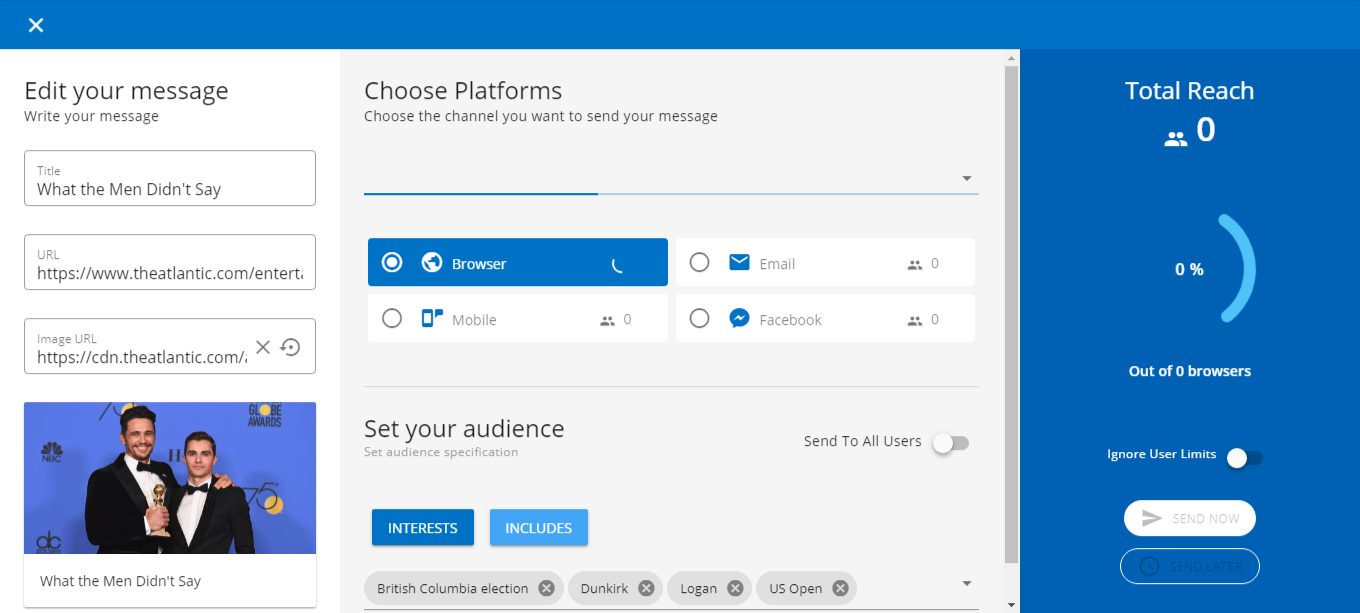 Edit your message
Write your message
Title
What the Men Didn't Say
URL
https://www.theatlantic.com/enterta
Image URL
https://cdn.theatlantic.com/a
NBC
GLOBE
AWARDS
75
What the Men Didn't Say
Choose Platforms
Choose the channel you want to send your message
Browser
Email
0
Mobile
0
Facebook
0
Set your audience
Set audience specification
Send To All Users
INTERESTS
INCLUDES
British Columbia election
Dunkirk
Logan
US Open
Total Reach
0
0 %
Out of 0 browsers
Ignore User Limits
SEND NOW
SEND LATER